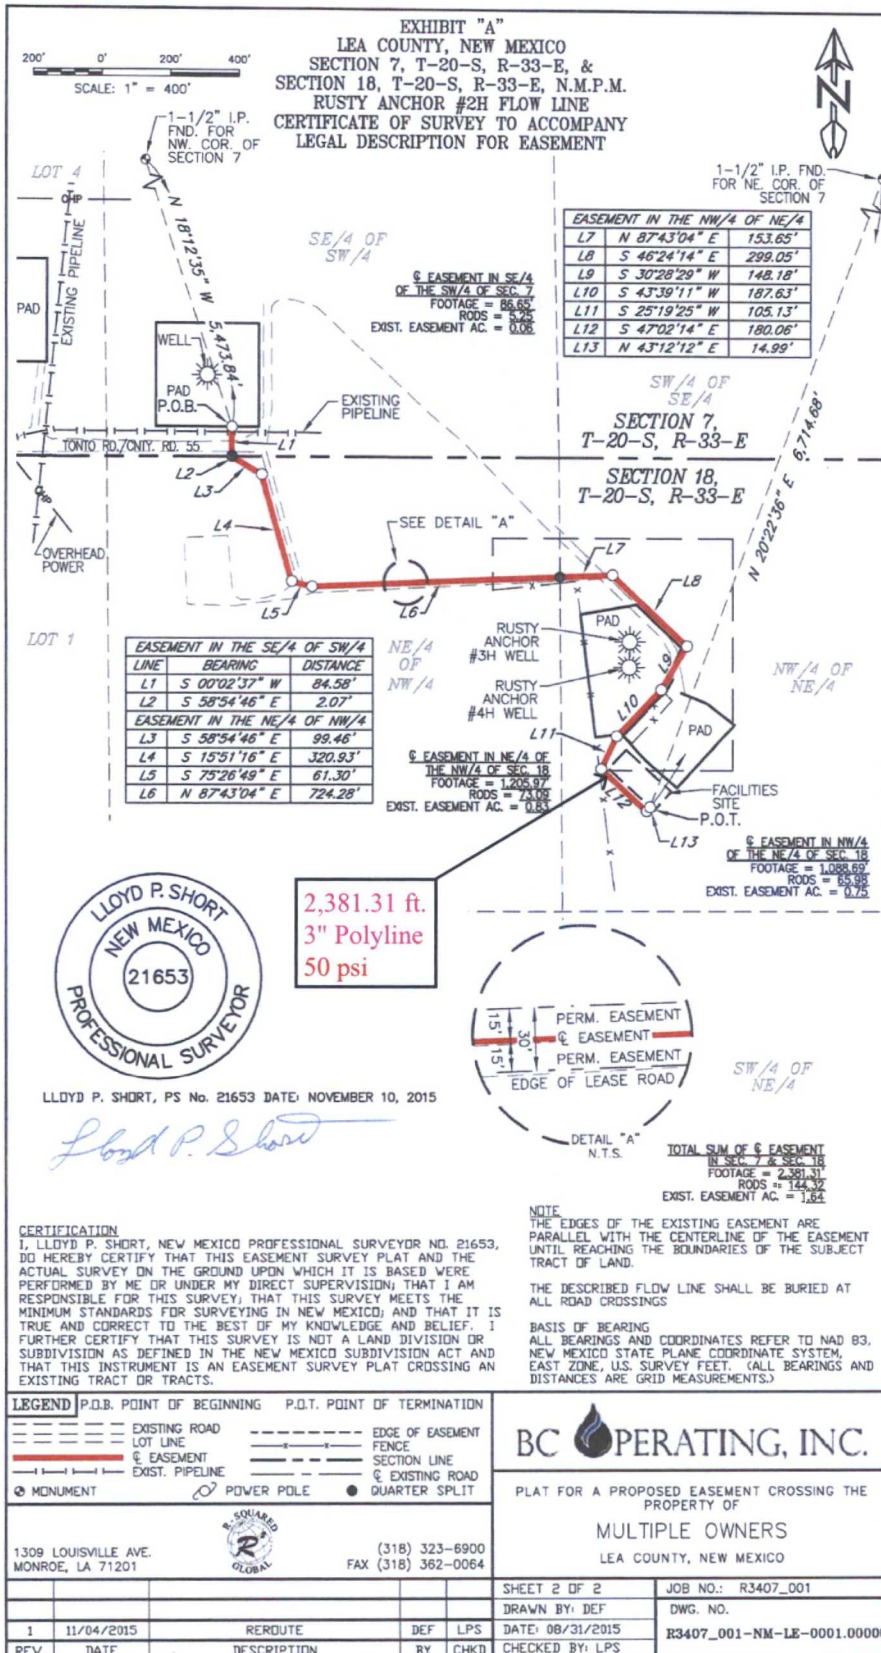 EXHIBIT "A"
LEA COUNTY, NEW MEXICO
SECTION 7, T-20-S, R-33-E, &
SECTION 18, T-20-S, R-33-E, N.M.P.M.
RUSTY ANCHOR #2H FLOW LINE
CERTIFICATE OF SURVEY TO ACCOMPANY
LEGAL DESCRIPTION FOR EASEMENT
200' 0' 200' 400'
SCALE: 1" = 400'
N
1-1/2" I.P.
FND. FOR
NW. COR. OF
SECTION 7
LOT 4
OHP
EXISTING PIPELINE
PAD
N 18°12'35" W 5,473.84'
SE/4 OF
SW/4
1-1/2" I.P. FND.
FOR NE. COR. OF
SECTION 7
EASEMENT IN THE NW/4 OF NE/4
L7 N 87°43'04" E 153.65'
L8 S 46°24'14" E 299.05'
L9 S 30°28'29" W 148.18'
L10 S 43°39'11" W 187.63'
L11 S 25°19'25" W 105.13'
L12 S 47°02'14" E 180.06'
L13 N 43°12'12" E 14.99'
℄ EASEMENT IN SE/4
OF THE SW/4 OF SEC. 7
FOOTAGE = 86.65'
RODS = 5.25
EXIST. EASEMENT AC. = 0.06
WELL
PAD
P.O.B.
EXISTING
PIPELINE
TONTO RD./CNTY. RD. 55
L1
L2
L3
L4
L5
L6
SW/4 OF
SE/4
SECTION 7,
T-20-S, R-33-E
SECTION 18,
T-20-S, R-33-E
N 20°22'36" E 6,714.68'
OHP
OVERHEAD
POWER
SEE DETAIL "A"
L7
L8
LOT 1
RUSTY
ANCHOR
#3H WELL
RUSTY
ANCHOR
#4H WELL
PAD
L9
L10
L11
L12
L13
PAD
NW/4 OF
NE/4
NE/4
OF
NW/4
EASEMENT IN THE SE/4 OF SW/4
LINE BEARING DISTANCE
L1 S 00°02'37" W 84.58'
L2 S 58°54'46" E 2.07'
EASEMENT IN THE NE/4 OF NW/4
L3 S 58°54'46" E 99.46'
L4 S 15°51'16" E 320.93'
L5 S 75°26'49" E 61.30'
L6 N 87°43'04" E 724.28'
℄ EASEMENT IN NE/4 OF
THE NW/4 OF SEC. 18
FOOTAGE = 1,205.97'
RODS = 73.09
EXIST. EASEMENT AC. = 0.83
FACILITIES
SITE
P.O.T.
℄ EASEMENT IN NW/4
OF THE NE/4 OF SEC. 18
FOOTAGE = 1,088.69'
RODS = 65.98
EXIST. EASEMENT AC. = 0.75
2,381.31 ft.
3" Polyline
50 psi
LLOYD P. SHORT
NEW MEXICO
21653
PROFESSIONAL SURVEYOR
LLOYD P. SHORT, PS No. 21653 DATE: NOVEMBER 10, 2015
Lloyd P. Short
15' 30' 15'
PERM. EASEMENT
℄ EASEMENT
PERM. EASEMENT
EDGE OF LEASE ROAD
DETAIL "A"
N.T.S.
SW/4 OF
NE/4
TOTAL SUM OF ℄ EASEMENT
IN SEC. 7 & SEC. 18
FOOTAGE = 2,381.31'
RODS = 144.32
EXIST. EASEMENT AC. = 1.64
CERTIFICATION
I, LLOYD P. SHORT, NEW MEXICO PROFESSIONAL SURVEYOR NO. 21653,
DO HEREBY CERTIFY THAT THIS EASEMENT SURVEY PLAT AND THE
ACTUAL SURVEY ON THE GROUND UPON WHICH IT IS BASED WERE
PERFORMED BY ME OR UNDER MY DIRECT SUPERVISION; THAT I AM
RESPONSIBLE FOR THIS SURVEY; THAT THIS SURVEY MEETS THE
MINIMUM STANDARDS FOR SURVEYING IN NEW MEXICO; AND THAT IT IS
TRUE AND CORRECT TO THE BEST OF MY KNOWLEDGE AND BELIEF. I
FURTHER CERTIFY THAT THIS SURVEY IS NOT A LAND DIVISION OR
SUBDIVISION AS DEFINED IN THE NEW MEXICO SUBDIVISION ACT AND
THAT THIS INSTRUMENT IS AN EASEMENT SURVEY PLAT CROSSING AN
EXISTING TRACT OR TRACTS.
NOTE
THE EDGES OF THE EXISTING EASEMENT ARE
PARALLEL WITH THE CENTERLINE OF THE EASEMENT
UNTIL REACHING THE BOUNDARIES OF THE SUBJECT
TRACT OF LAND.
THE DESCRIBED FLOW LINE SHALL BE BURIED AT
ALL ROAD CROSSINGS
BASIS OF BEARING
ALL BEARINGS AND COORDINATES REFER TO NAD 83,
NEW MEXICO STATE PLANE COORDINATE SYSTEM,
EAST ZONE, U.S. SURVEY FEET. (ALL BEARINGS AND
DISTANCES ARE GRID MEASUREMENTS.)
LEGEND P.O.B. POINT OF BEGINNING P.O.T. POINT OF TERMINATION
EXISTING ROAD
LOT LINE
℄ EASEMENT
EXIST. PIPELINE
EDGE OF EASEMENT
FENCE
SECTION LINE
℄ EXISTING ROAD
MONUMENT POWER POLE QUARTER SPLIT
1309 LOUISVILLE AVE.
MONROE, LA 71201
R-SQUARED
R²
GLOBAL
(318) 323-6900
FAX (318) 362-0064
BC OPERATING, INC.
PLAT FOR A PROPOSED EASEMENT CROSSING THE
PROPERTY OF
MULTIPLE OWNERS
LEA COUNTY, NEW MEXICO
1 11/04/2015 REROUTE DEF LPS
REV. DATE DESCRIPTION BY CHKD
SHEET 2 OF 2
DRAWN BY: DEF
DATE: 08/31/2015
CHECKED BY: LPS
JOB NO.: R3407_001
DWG. NO.
R3407_001-NM-LE-0001.0000